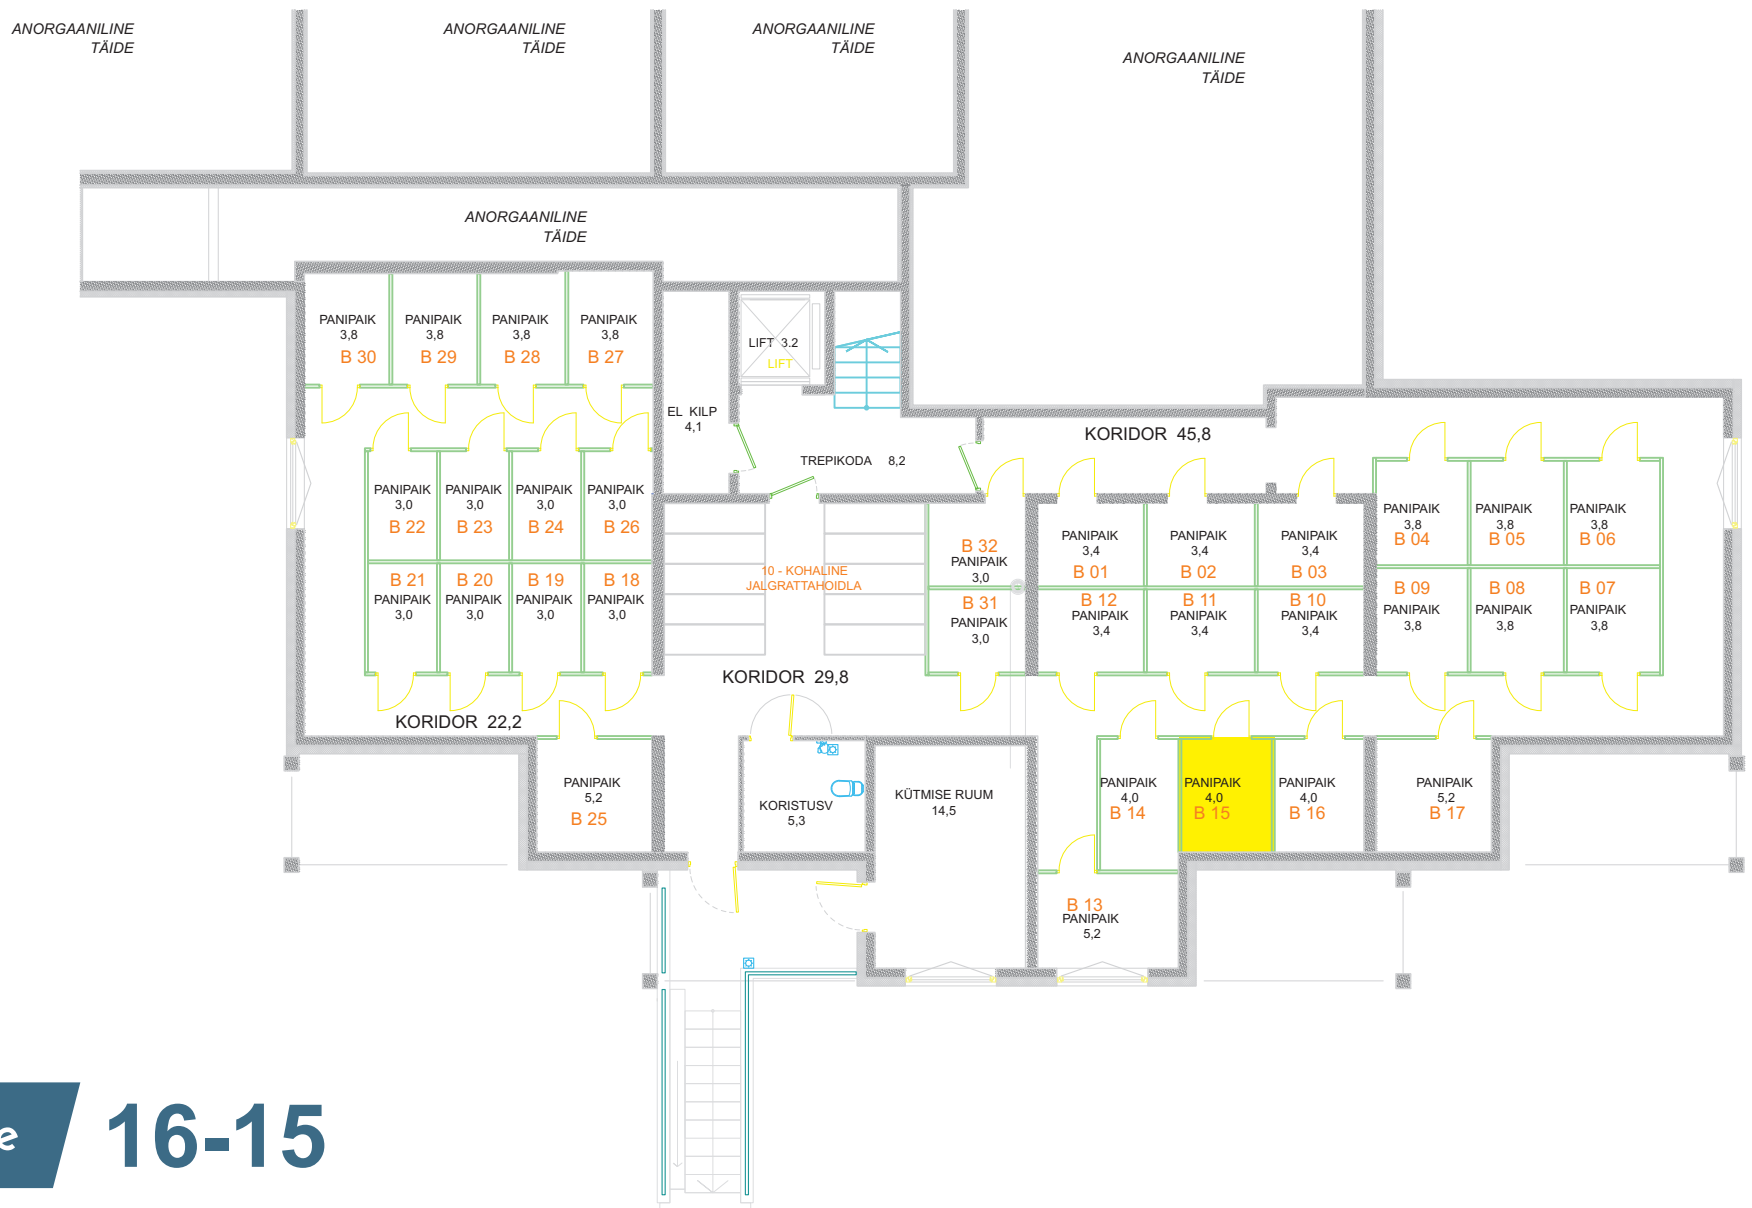 ANORGAANILINE
TÄIDE
ANORGAANILINE
TÄIDE
ANORGAANILINE
TÄIDE
ANORGAANILINE
TÄIDE
ANORGAANILINE
TÄIDE
PANIPAIK
3,8
B 30
PANIPAIK
3,8
B 29
PANIPAIK
3,8
B 28
PANIPAIK
3,8
B 27
LIFT 3.2
LIFT
EL KILP
4,1
TREPIKODA 8,2
KORIDOR 45,8
PANIPAIK
3,0
B 22
PANIPAIK
3,0
B 23
PANIPAIK
3,0
B 24
PANIPAIK
3,0
B 26
B 21
PANIPAIK
3,0
B 20
PANIPAIK
3,0
B 19
PANIPAIK
3,0
B 18
PANIPAIK
3,0
10 - KOHALINE
JALGRATTAHOIDLA
B 32
PANIPAIK
3,0
B 31
PANIPAIK
3,0
PANIPAIK
3,4
B 01
PANIPAIK
3,4
B 02
PANIPAIK
3,4
B 03
PANIPAIK
3,8
B 04
PANIPAIK
3,8
B 05
PANIPAIK
3,8
B 06
B 12
PANIPAIK
3,4
B 11
PANIPAIK
3,4
B 10
PANIPAIK
3,4
B 09
PANIPAIK
3,8
B 08
PANIPAIK
3,8
B 07
PANIPAIK
3,8
KORIDOR 29,8
KORIDOR 22,2
PANIPAIK
5,2
B 25
KORISTUSV
5,3
KÜTMISE RUUM
14,5
PANIPAIK
4,0
B 14
PANIPAIK
4,0
B 15
PANIPAIK
4,0
B 16
PANIPAIK
5,2
B 17
B 13
PANIPAIK
5,2
e
16-15